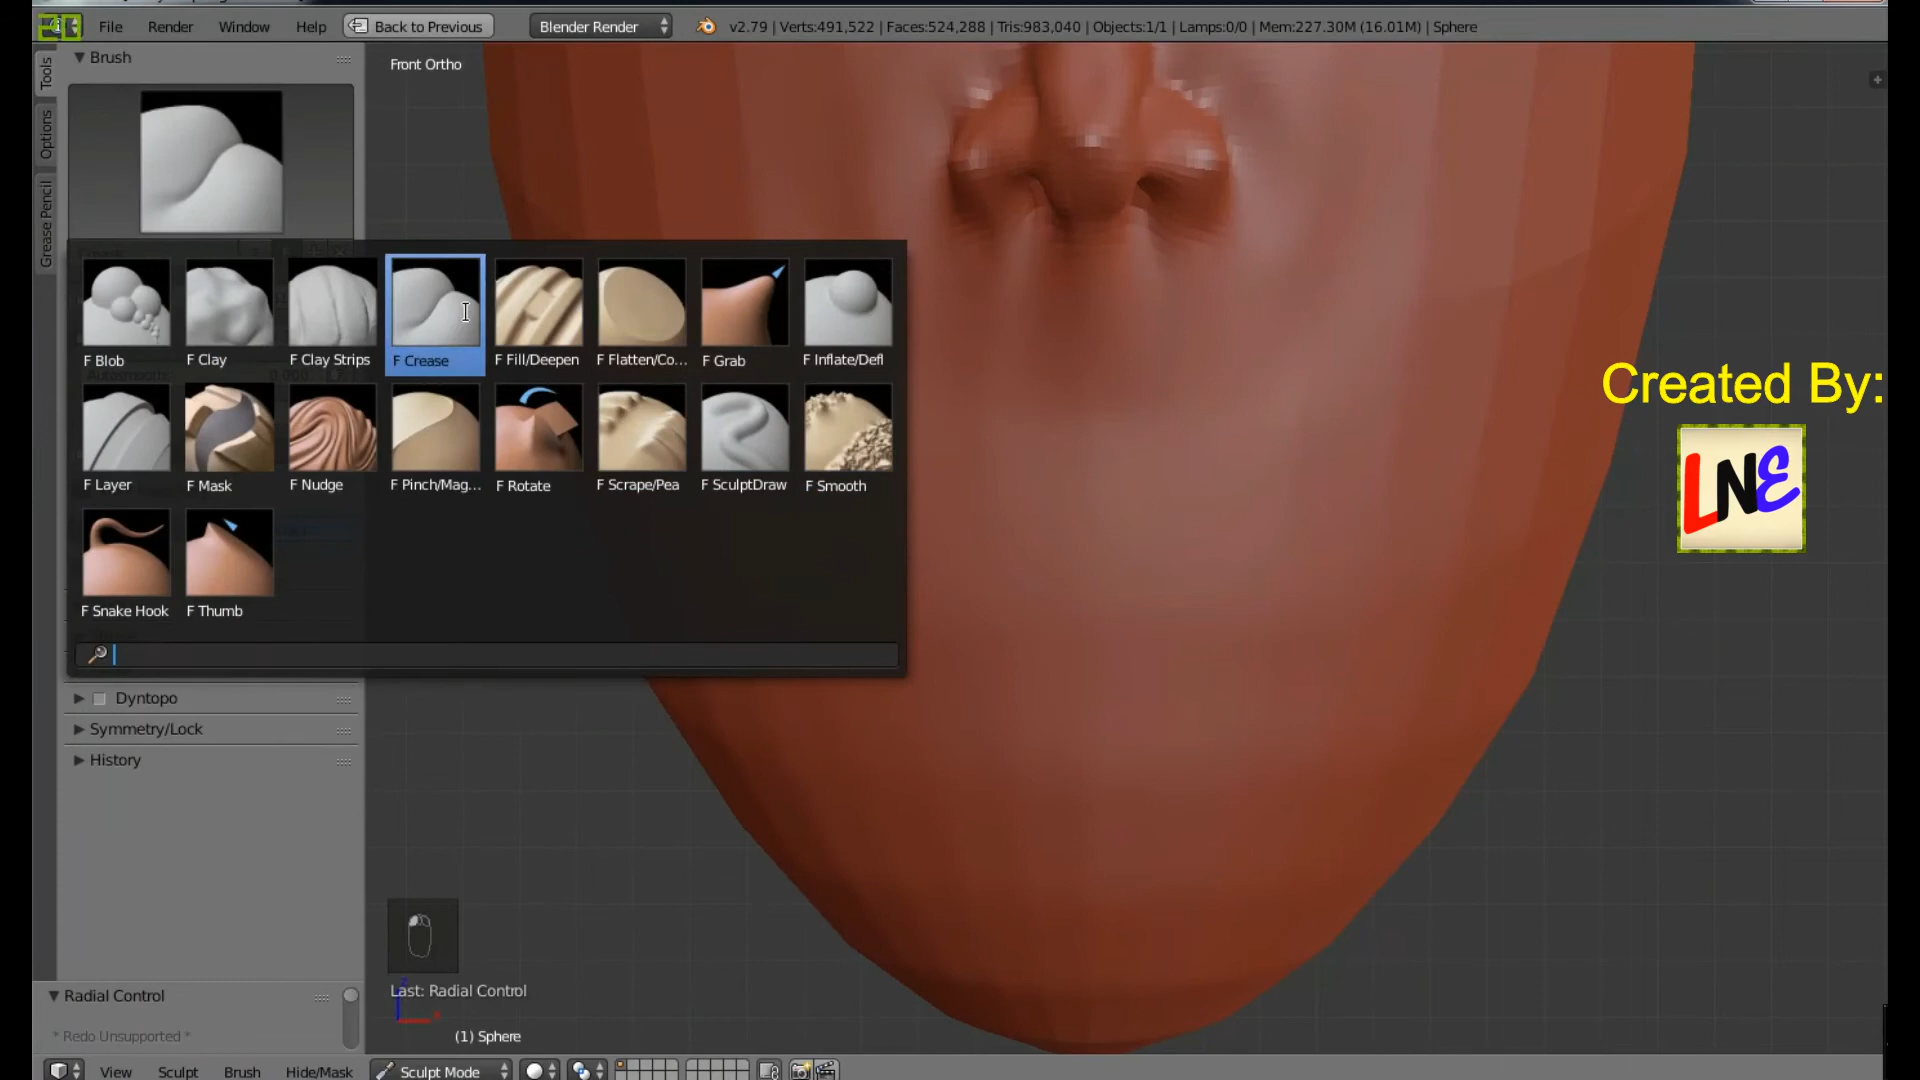 File Render Window Help Back to Previous Blender Render v2.79 | Verts:491,522 | Faces:524,288 | Tris:983,040 | Objects:1/1 | Lamps:0/0 | Mem:227.30M (16.01M) | Sphere
Brush
Front Ortho
Tools
Options
Grease Pencil
F Blob F Clay F Clay Strips F Crease F Fill/Deepen F Flatten/Co... F Grab F Inflate/Defl
F Layer F Mask F Nudge F Pinch/Mag... F Rotate F Scrape/Pea F SculptDraw F Smooth
F Snake Hook F Thumb
Created By:
LNE
Dyntopo
Symmetry/Lock
History
Radial Control
* Redo Unsupported *
Last: Radial Control
(1) Sphere
View Sculpt Brush Hide/Mask Sculpt Mode